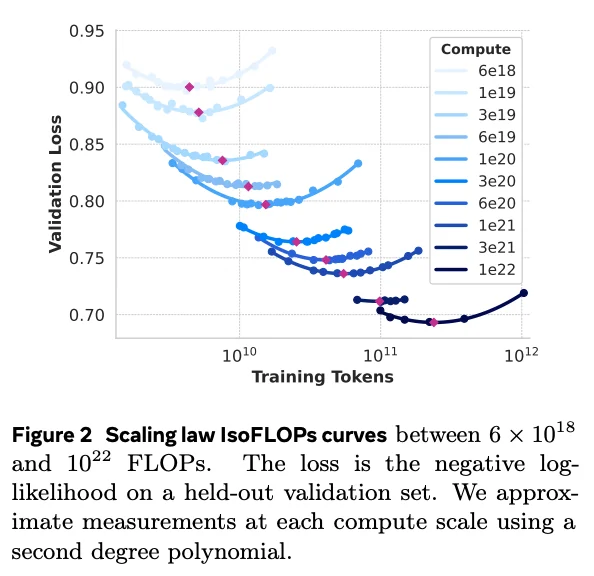 0.95
0.90
0.85
0.80
0.75
0.70
Validation Loss
Compute
6e18
1e19
3e19
6e19
1e20
3e20
6e20
1e21
3e21
1e22
10^10
10^11
10^12
Training Tokens
Figure 2 Scaling law IsoFLOPs curves between 6 × 10^18
and 10^22 FLOPs. The loss is the negative log-
likelihood on a held-out validation set. We approx-
imate measurements at each compute scale using a
second degree polynomial.